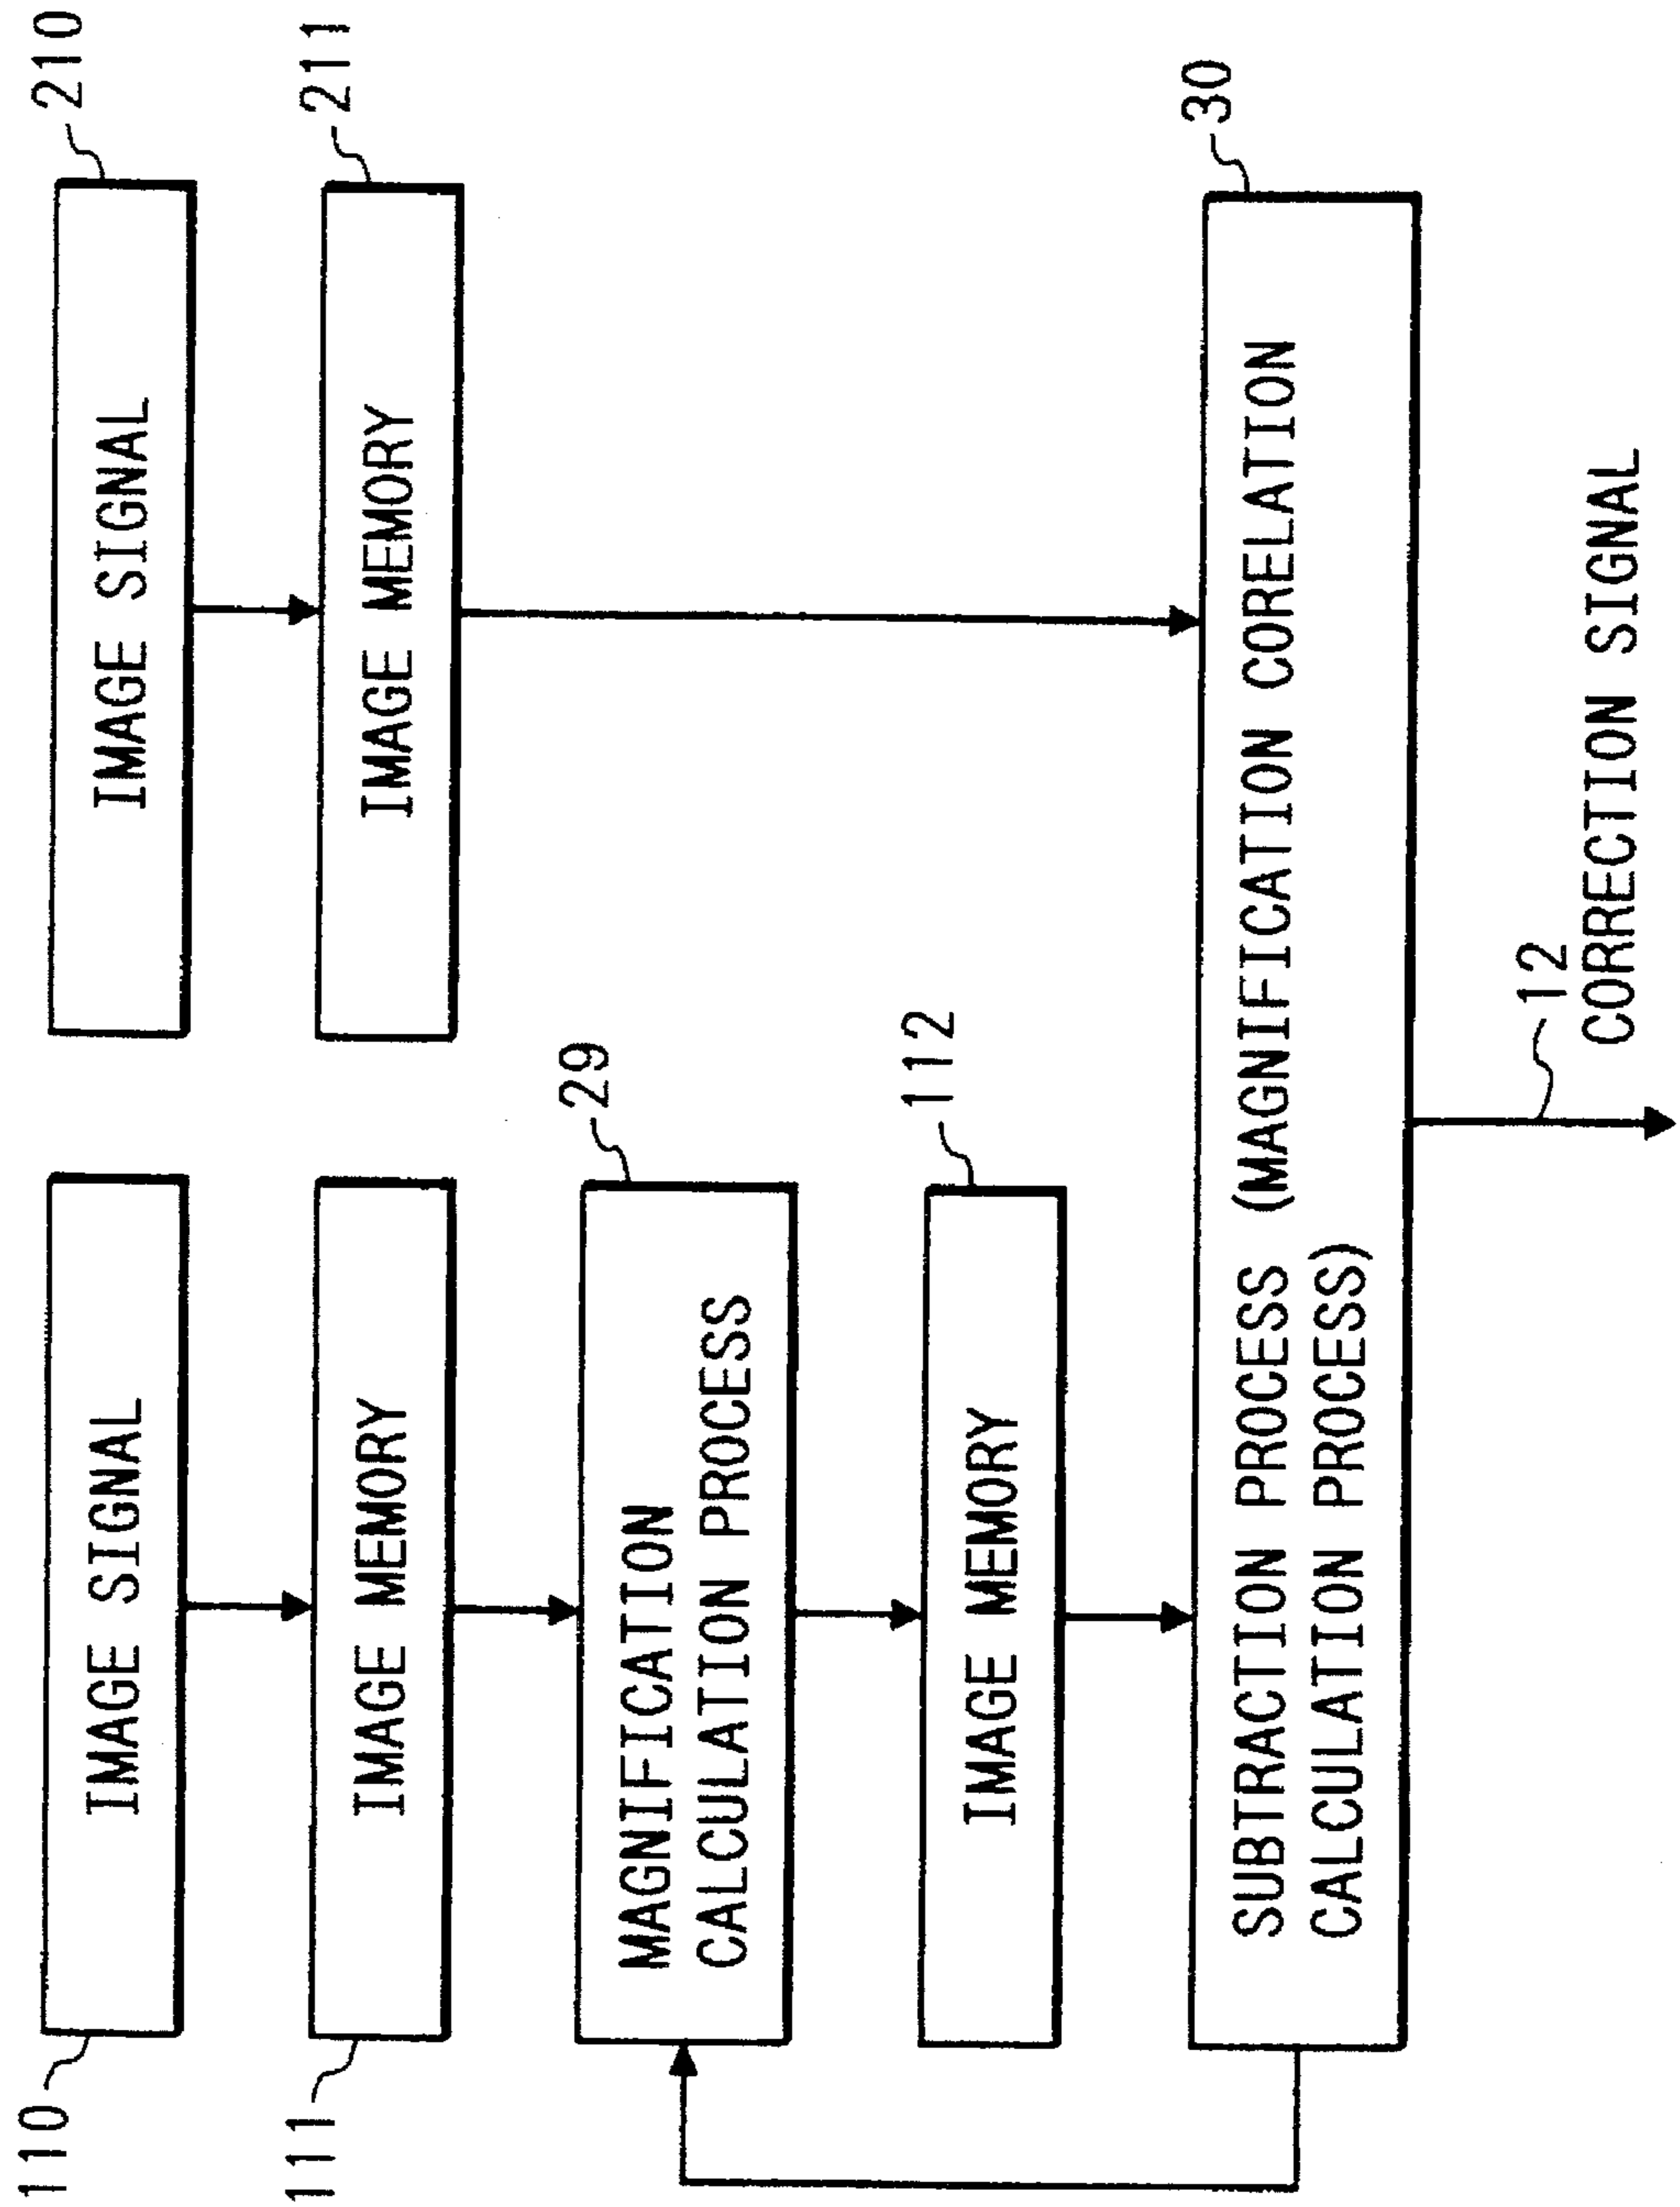 110
IMAGE SIGNAL
IMAGE SIGNAL
210
111
IMAGE MEMORY
IMAGE MEMORY
211
MAGNIFICATION
CALCULATION PROCESS
29
IMAGE MEMORY
112
SUBTRACTION PROCESS (MAGNIFICATION CORELATION
CALCULATION PROCESS)
30
12
CORRECTION SIGNAL